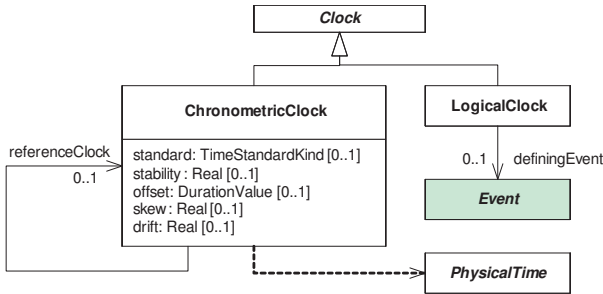 Clock
ChronometricClock
LogicalClock
standard: TimeStandardKind [0..1]
stability: Real [0..1]
offset: DurationValue [0..1]
skew: Real [0..1]
drift: Real [0..1]
referenceClock
0..1
0..1 definingEvent
Event
PhysicalTime